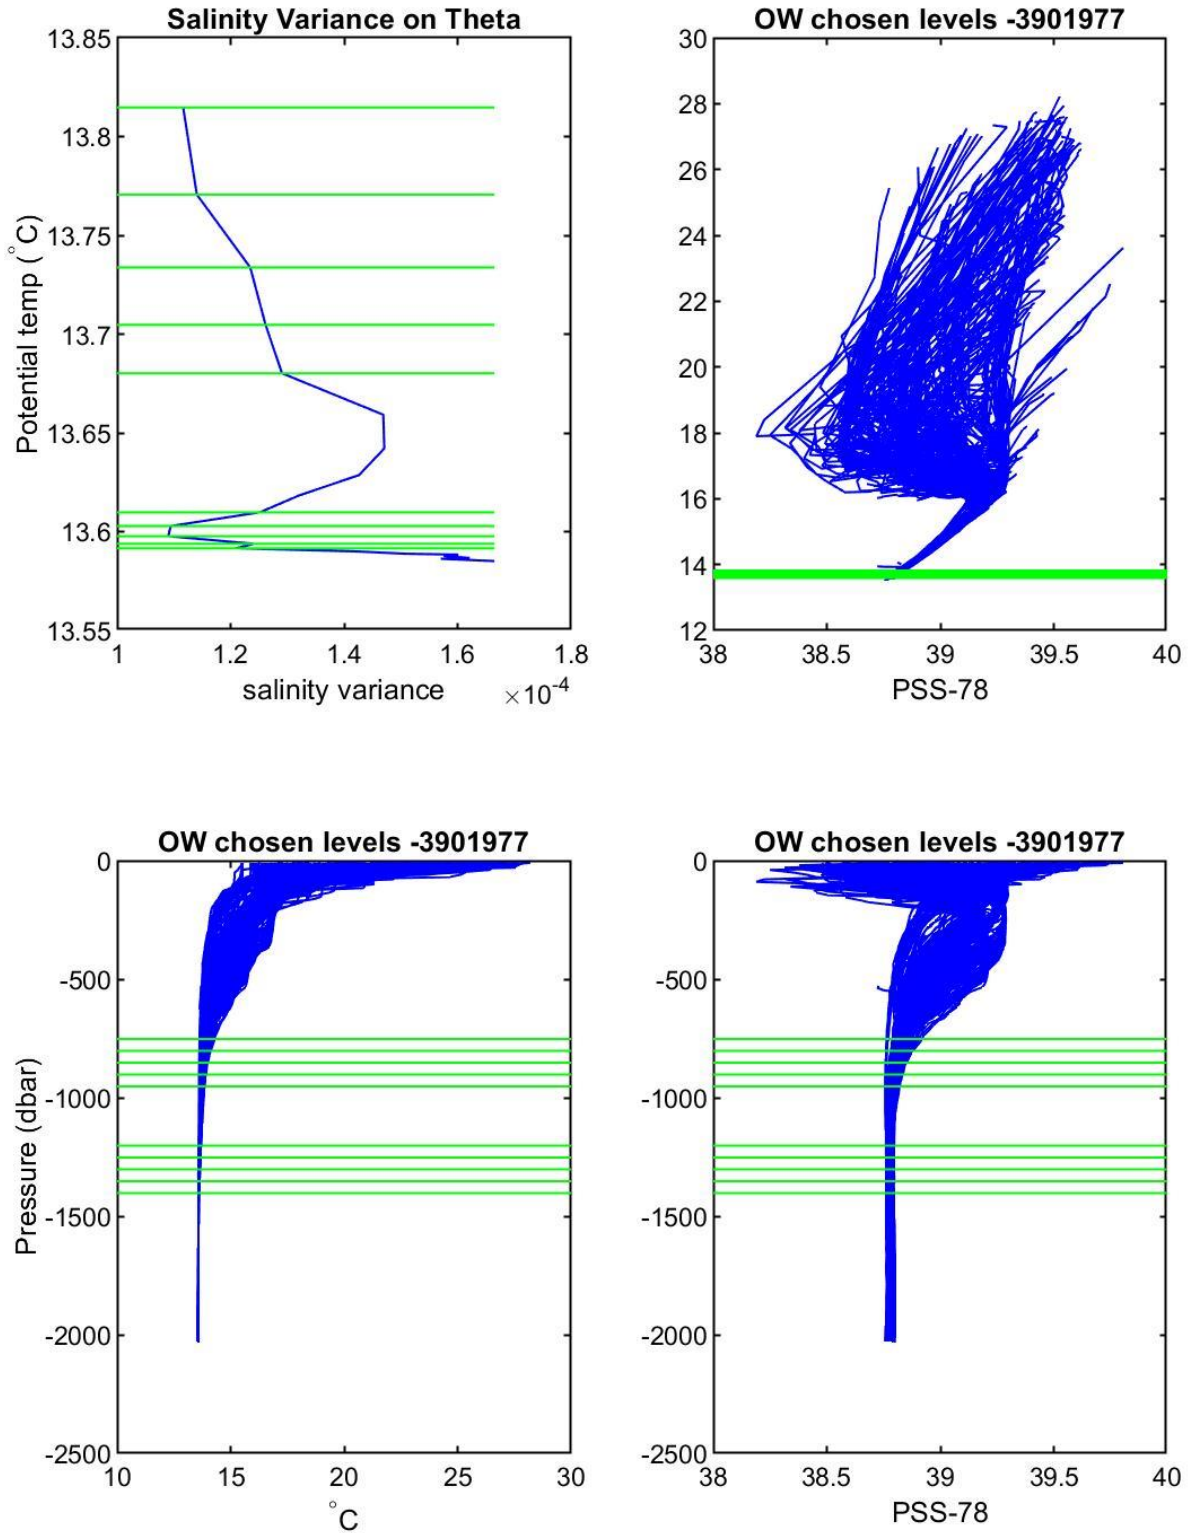 Salinity Variance on Theta
13.85
13.8
13.75
13.7
13.65
13.6
13.55
Potential temp (°C)
1 1.2 1.4 1.6 1.8
salinity variance ×10-4
OW chosen levels -3901977
30
28
26
24
22
20
18
16
14
12
38 38.5 39 39.5 40
PSS-78
OW chosen levels -3901977
0
-500
-1000
-1500
-2000
-2500
Pressure (dbar)
10 15 20 25 30
°C
OW chosen levels -3901977
0
-500
-1000
-1500
-2000
-2500
38 38.5 39 39.5 40
PSS-78